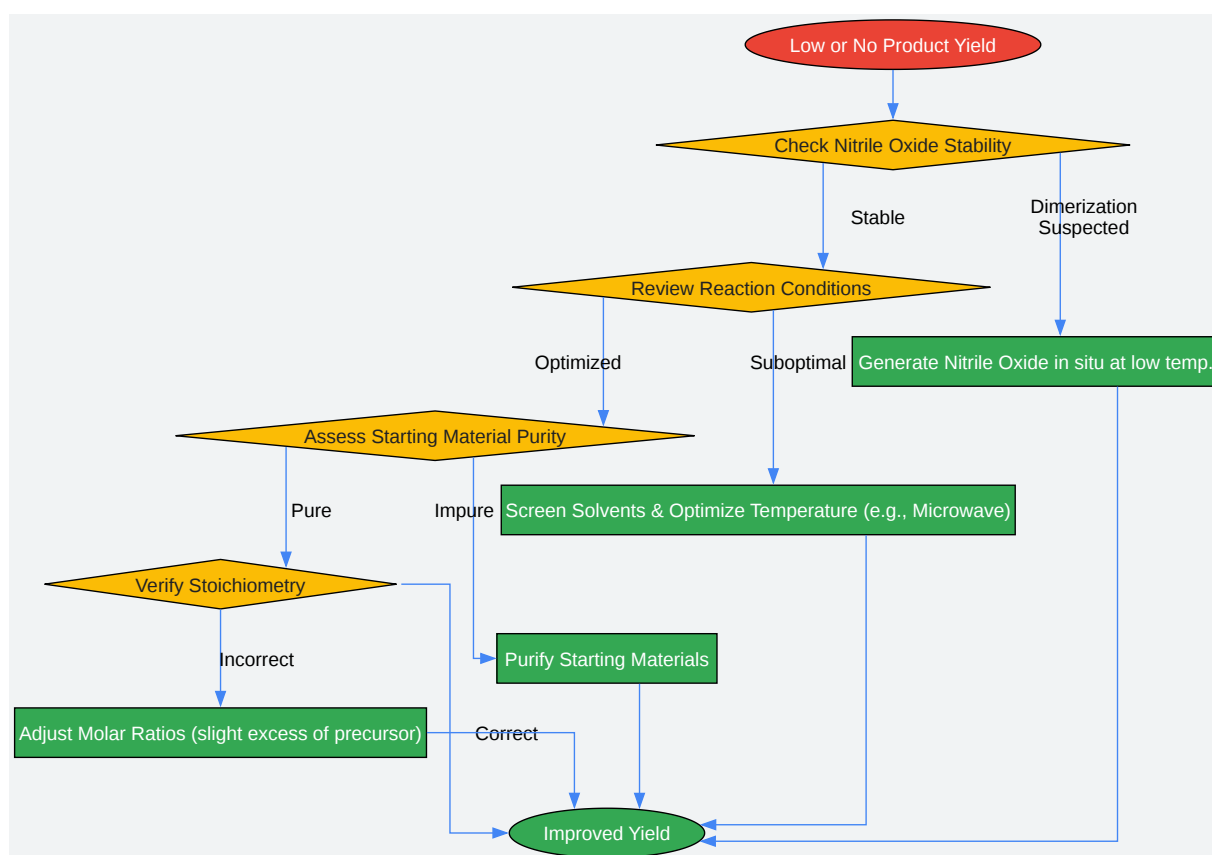 Low or No Product Yield
Check Nitrile Oxide Stability
Stable
Dimerization
Suspected
Review Reaction Conditions
Optimized
Suboptimal
Generate Nitrile Oxide in situ at low temp.
Assess Starting Material Purity
Pure
Impure
Screen Solvents & Optimize Temperature (e.g., Microwave)
Verify Stoichiometry
Incorrect
Purify Starting Materials
Adjust Molar Ratios (slight excess of precursor)
Correct
Improved Yield